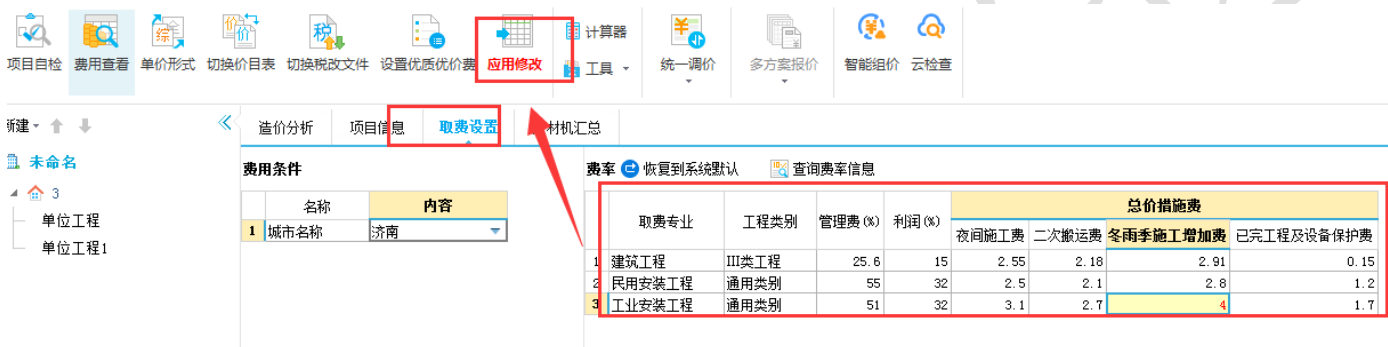 计算器
项目自检 费用查看 单价形式 切换价目表 切换税改文件 设置优质优价费 应用修改 工具 统一调价 多方案报价 智能组价 云检查
新建
造价分析 项目信息 取费设置 材机汇总
未命名
3
单位工程
单位工程1
费用条件
名称 内容
1 城市名称 济南
费率 恢复到系统默认 查询费率信息
取费专业 工程类别 管理费(%) 利润(%) 总价措施费
夜间施工费 二次搬运费 冬雨季施工增加费 已完工程及设备保护费
1 建筑工程 III类工程 25.6 15 2.55 2.18 2.91 0.15
2 民用安装工程 通用类别 55 32 2.5 2.1 2.8 1.2
3 工业安装工程 通用类别 51 32 3.1 2.7 4 1.7